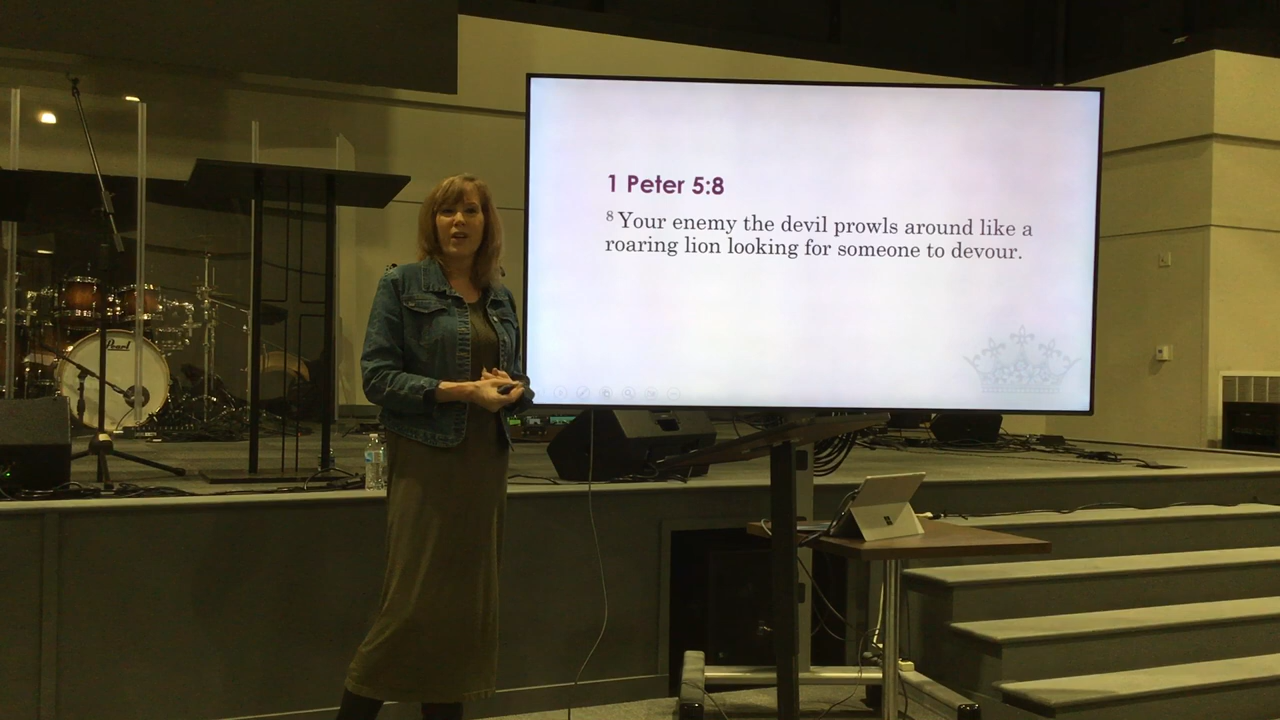 1 Peter 5:8
8 Your enemy the devil prowls around like a
roaring lion looking for someone to devour.
Pearl